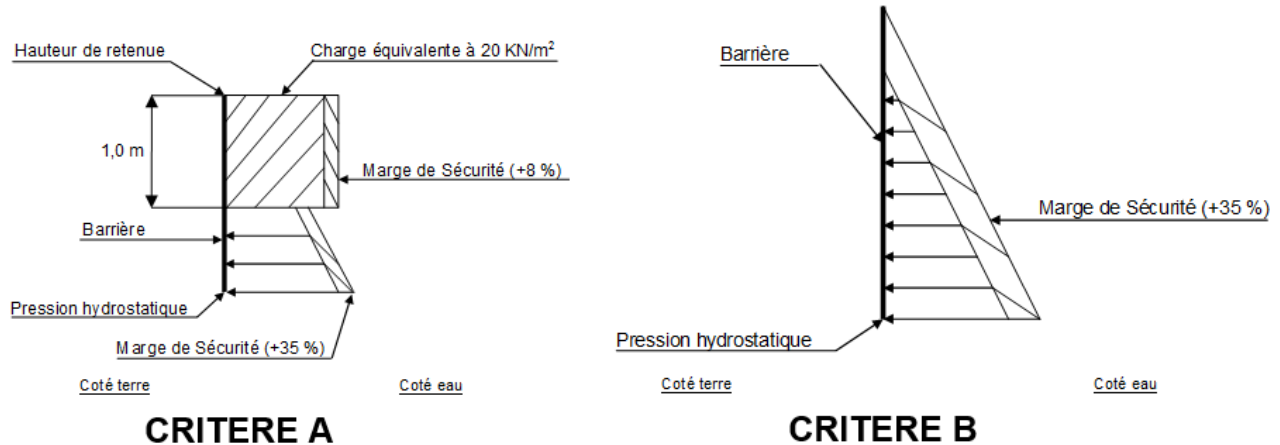 Hauteur de retenue
Charge équivalente à 20 KN/m²
1,0 m
Marge de Sécurité (+8 %)
Barrière
Pression hydrostatique
Marge de Sécurité (+35 %)
Coté terre
Coté eau
CRITERE A
Barrière
Marge de Sécurité (+35 %)
Pression hydrostatique
Coté terre
Coté eau
CRITERE B